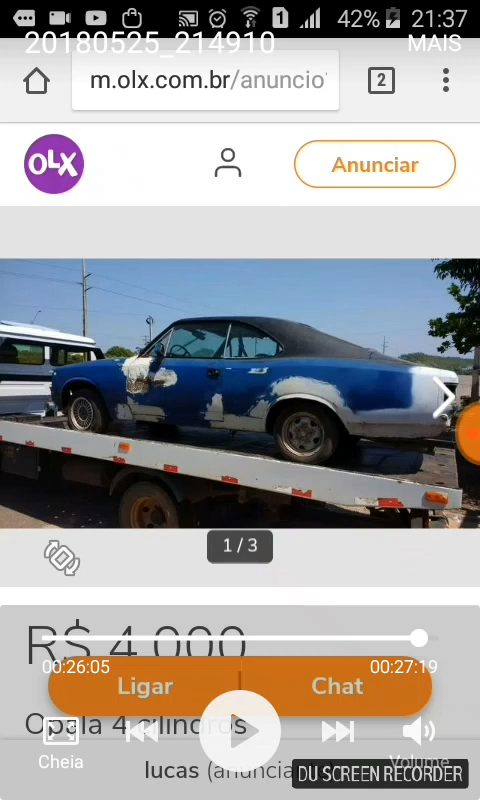 42% 21:37
20180525_214910
MAIS
m.olx.com.br/anuncio
2
OLX
Anunciar
1 / 3
R$ 4.000
00:26:05
00:27:19
Ligar
Chat
Opala 4 cilindros
Cheia
Volume
lucas (anunciante)
DU SCREEN RECORDER